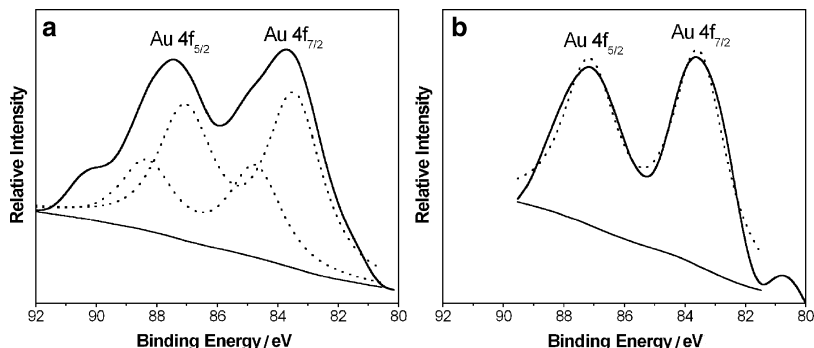 a
Au 4f5/2
Au 4f7/2
Relative Intensity
92 90 88 86 84 82 80
Binding Energy / eV
b
Au 4f5/2
Au 4f7/2
Relative Intensity
92 90 88 86 84 82 80
Binding Energy / eV